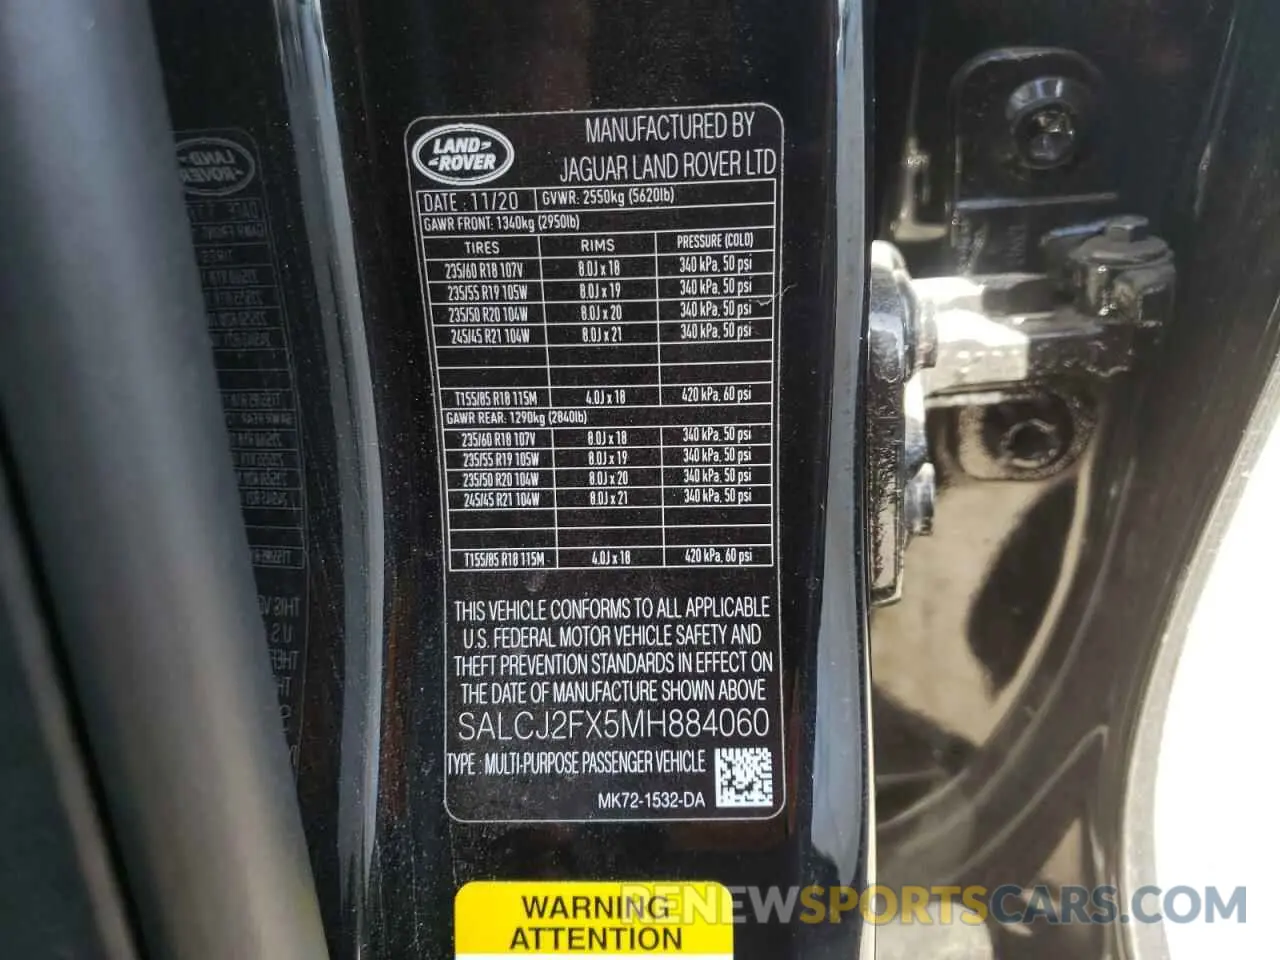 LAND-
-ROVER
MANUFACTURED BY
JAGUAR LAND ROVER LTD
DATE : 11/20 GVWR: 2550kg (5620lb)
GAWR FRONT: 1340kg (2950lb)
TIRES RIMS PRESSURE (COLD)
235/60 R18 107V 8.0J x 18 340 kPa, 50 psi
235/55 R19 105W 8.0J x 19 340 kPa, 50 psi
235/50 R20 104W 8.0J x 20 340 kPa, 50 psi
245/45 R21 104W 8.0J x 21 340 kPa, 50 psi
T155/85 R18 115M 4.0J x 18 420 kPa, 60 psi
GAWR REAR: 1290kg (2840lb)
235/60 R18 107V 8.0J x 18 340 kPa, 50 psi
235/55 R19 105W 8.0J x 19 340 kPa, 50 psi
235/50 R20 104W 8.0J x 20 340 kPa, 50 psi
245/45 R21 104W 8.0J x 21 340 kPa, 50 psi
T155/85 R18 115M 4.0J x 18 420 kPa, 60 psi
THIS VEHICLE CONFORMS TO ALL APPLICABLE
U.S. FEDERAL MOTOR VEHICLE SAFETY AND
THEFT PREVENTION STANDARDS IN EFFECT ON
THE DATE OF MANUFACTURE SHOWN ABOVE
SALCJ2FX5MH884060
TYPE : MULTI-PURPOSE PASSENGER VEHICLE
MK72-1532-DA
WARNING
ATTENTION
RENEWSPORTSCARS.COM